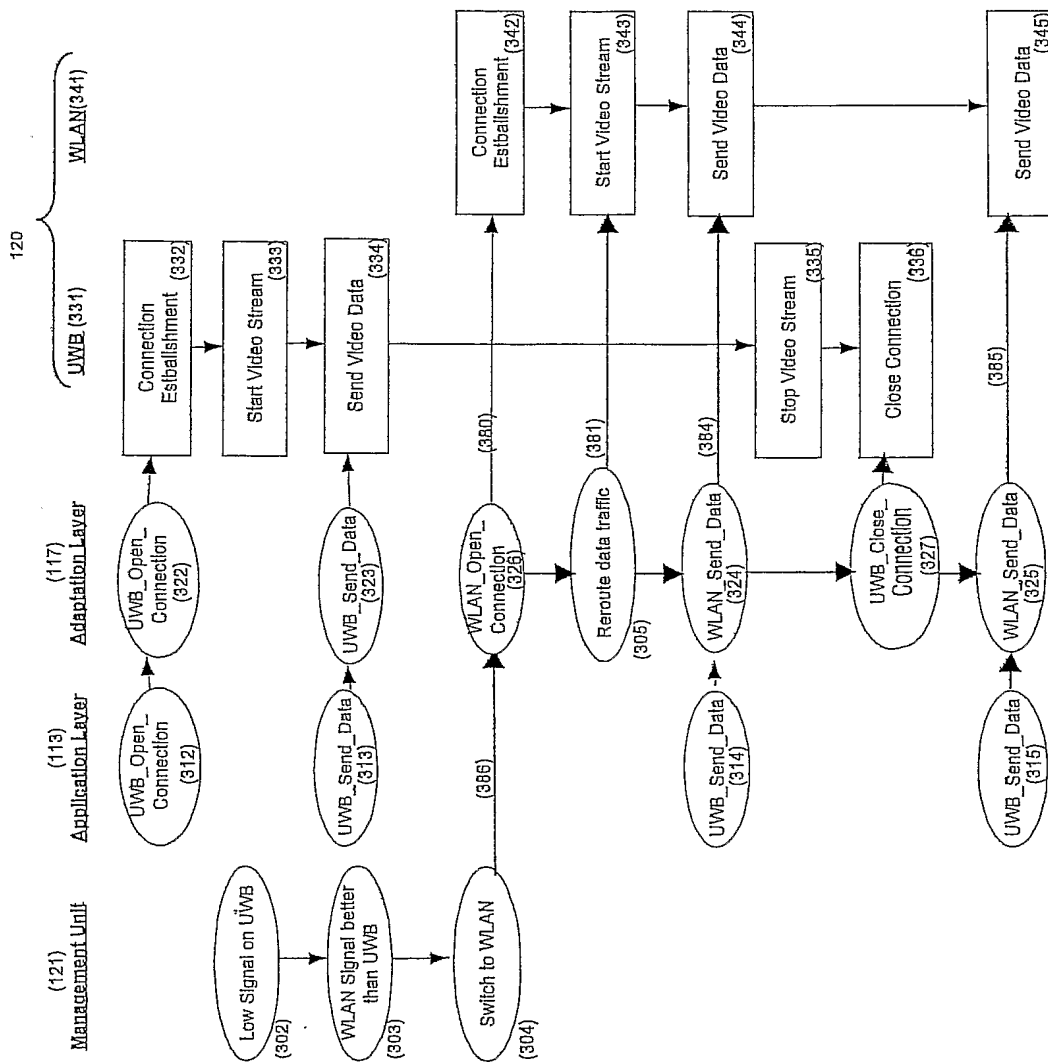 120
UWB (331)
WLAN(341)
(121)
Management Unit
(113)
Application Layer
(117)
Adaptation Layer
UWB_Open_
Connection
(312)
UWB_Open_
Connection
(322)
Connection
Estballshment
(332)
Low Signal on UWB
(302)
Start Video Stream
(333)
WLAN Signal better
than UWB
(303)
UWB_Send_Data
(313)
UWB_Send_Data
(323)
Send Video Data
(334)
Switch to WLAN
(304)
(386)
WLAN_Open_
Connection
(326)
(380)
Connection
Estballshment
(342)
Reroute data traffic
(305)
(381)
Start Video Stream
(343)
UWB_Send_Data
(314)
WLAN_Send_Data
(324)
(384)
Send Video Data
(344)
Stop Video Stream
(335)
UWB_Close_
Connection
(327)
Close Connection
(336)
UWB_Send_Data
(315)
WLAN_Send_Data
(325)
(385)
Send Video Data
(345)